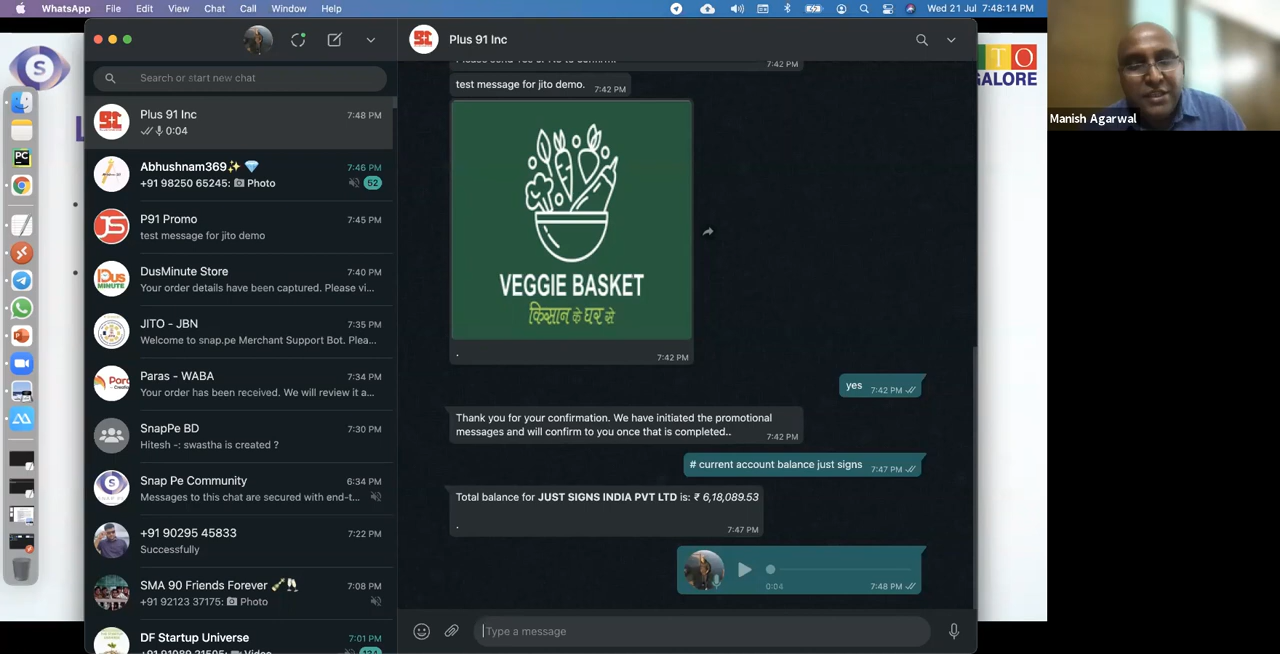 WhatsApp File Edit View Chat Call Window Help
Wed 21 Jul 7:48:14 PM
S
PC
TO
GALORE
Manish Agarwal
Search or start new chat
Plus 91 Inc 7:48 PM
0:04
Abhushnam369✨ 💎 7:46 PM
+91 98250 65245: Photo 52
P91 Promo 7:45 PM
test message for jito demo
DusMinute Store 7:40 PM
Your order details have been captured. Please vi...
JITO - JBN 7:35 PM
Welcome to snap.pe Merchant Support Bot. Plea...
Paras - WABA 7:34 PM
Your order has been received. We will review it a...
SnapPe BD 7:30 PM
Hitesh -: swastha is created ?
Snap Pe Community 6:34 PM
Messages to this chat are secured with end-t...
+91 90295 45833 7:22 PM
Successfully
SMA 90 Friends Forever 🍾🥂 7:08 PM
+91 92123 37175: Photo
DF Startup Universe 7:01 PM
Plus 91 Inc
7:42 PM
test message for jito demo. 7:42 PM
VEGGIE BASKET
किसान के घर से
. 7:42 PM
yes 7:42 PM
Thank you for your confirmation. We have initiated the promotional
messages and will confirm to you once that is completed..
7:42 PM
# current account balance just signs 7:47 PM
Total balance for JUST SIGNS INDIA PVT LTD is: ₹ 6,18,089.53
.
7:47 PM
0:04 7:48 PM
Type a message